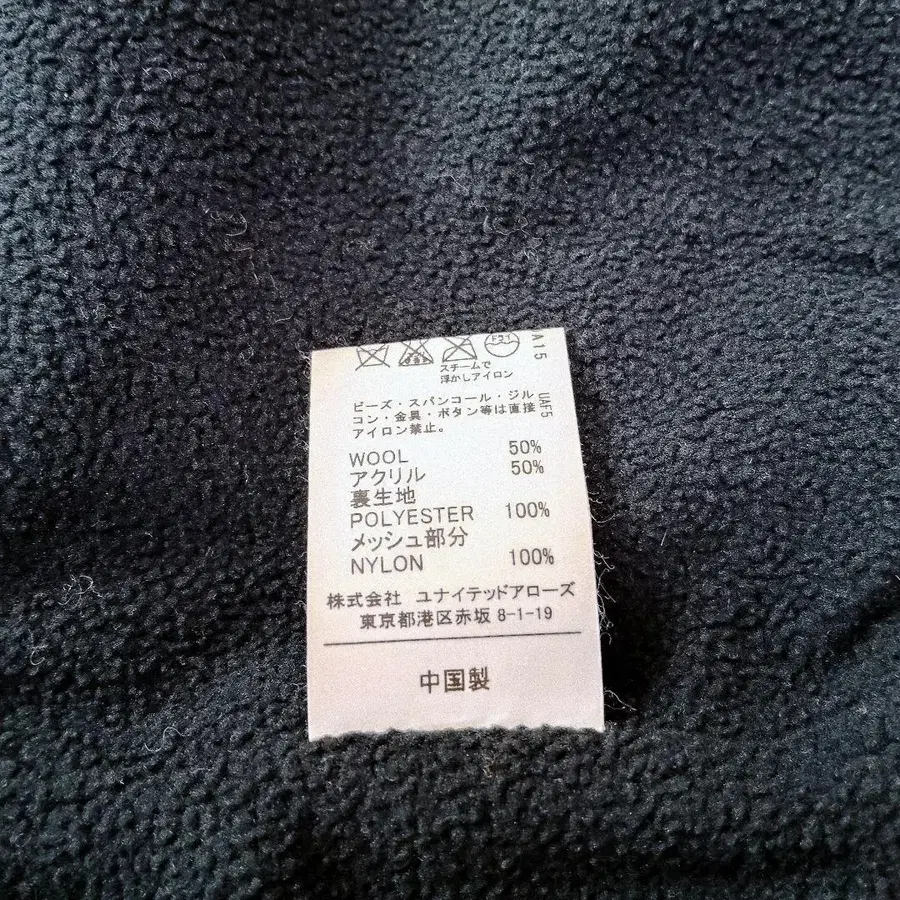 A15
スチームで
浮かしアイロン
UAF5
ビーズ・スパンコール・ジル
コン・金具・ボタン等は直接
アイロン禁止。
WOOL 50%
アクリル 50%
裏生地
POLYESTER 100%
メッシュ部分
NYLON 100%
株式会社 ユナイテッドアローズ
東京都港区赤坂 8-1-19
中国製